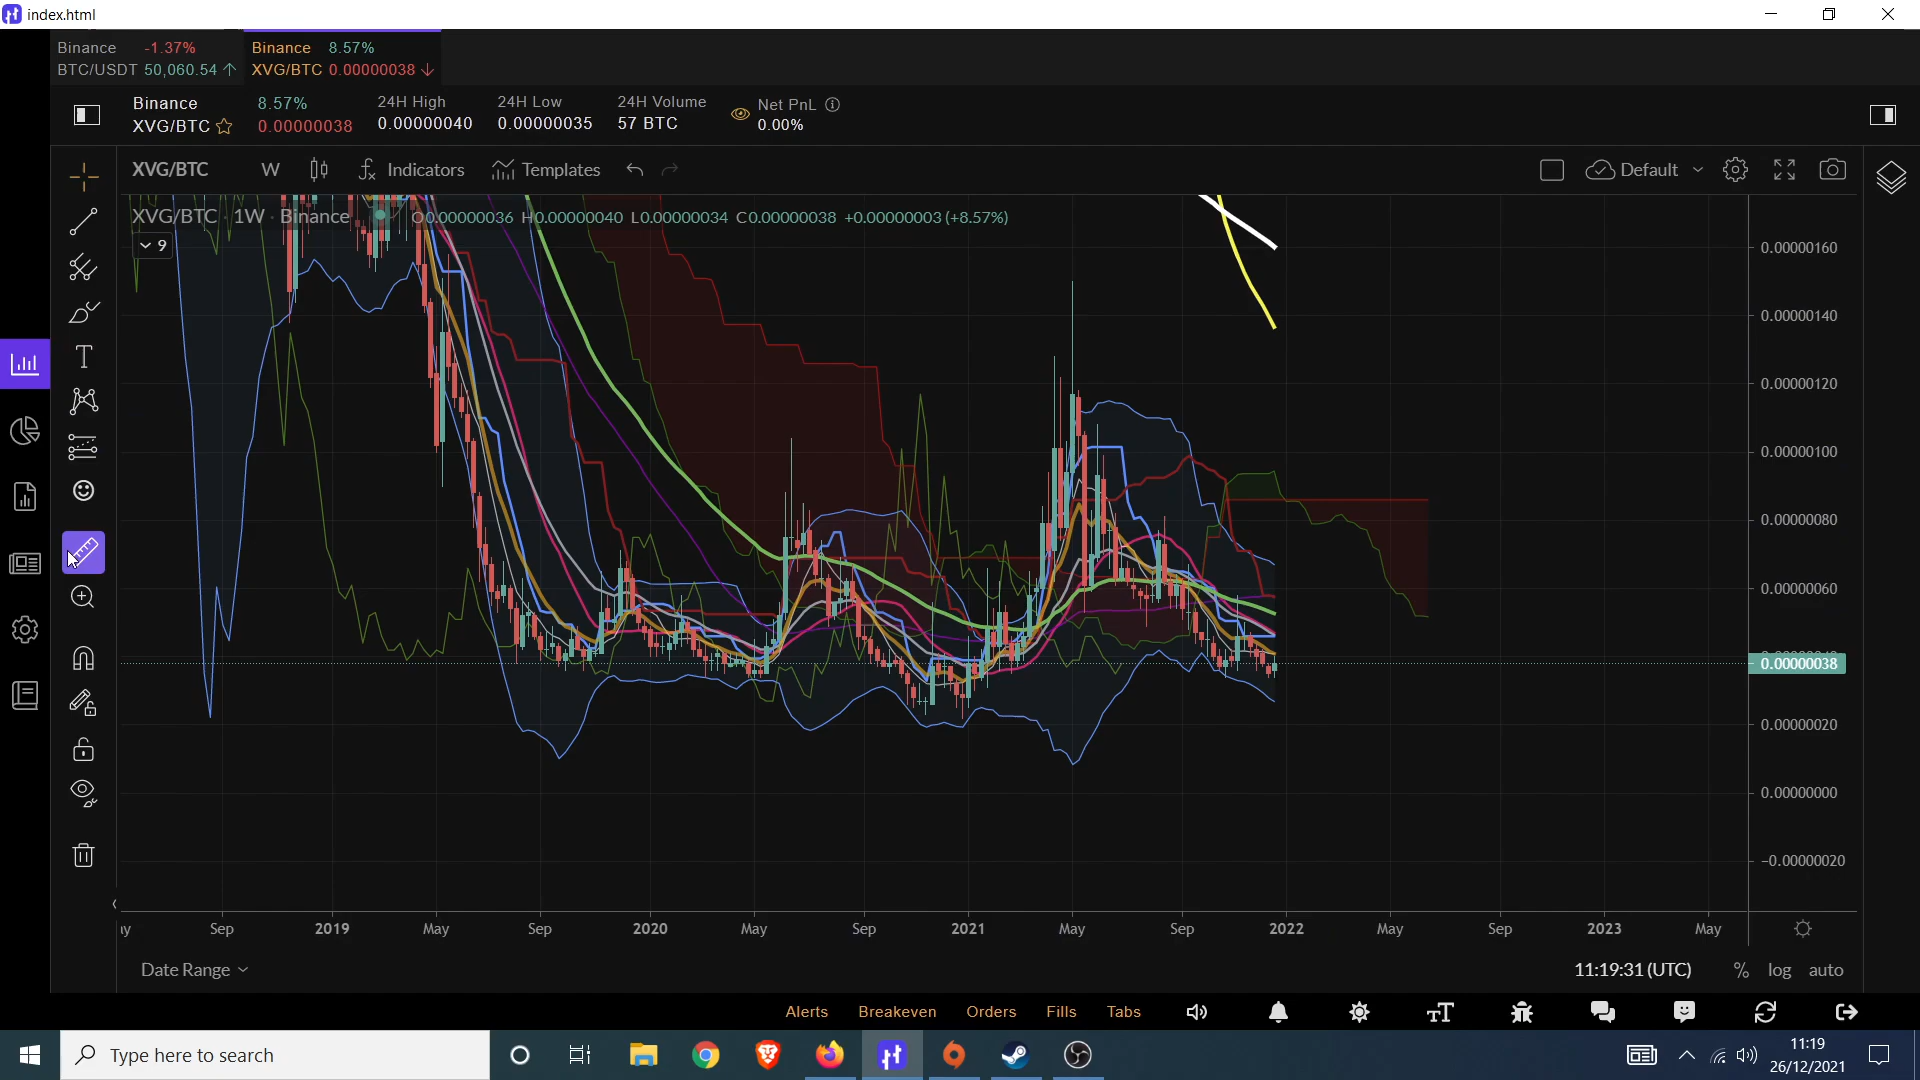 index.html
Binance -1.37%
BTC/USDT 50,060.54
Binance 8.57%
XVG/BTC 0.00000038
Binance
XVG/BTC
8.57%
0.00000038
24H High
0.00000040
24H Low
0.00000035
24H Volume
57 BTC
Net PnL
0.00%
XVG/BTC W Indicators Templates Default
XVG/BTC · 1W · Binance O0.00000036 H0.00000040 L0.00000034 C0.00000038 +0.00000003 (+8.57%)
9
0.00000160
0.00000140
0.00000120
0.00000100
0.00000080
0.00000060
0.00000038
0.00000020
0.00000000
-0.00000020
Sep 2019 May Sep 2020 May Sep 2021 May Sep 2022 May Sep 2023 May
Date Range
11:19:31 (UTC) % log auto
Alerts Breakeven Orders Fills Tabs
Type here to search
11:19
26/12/2021